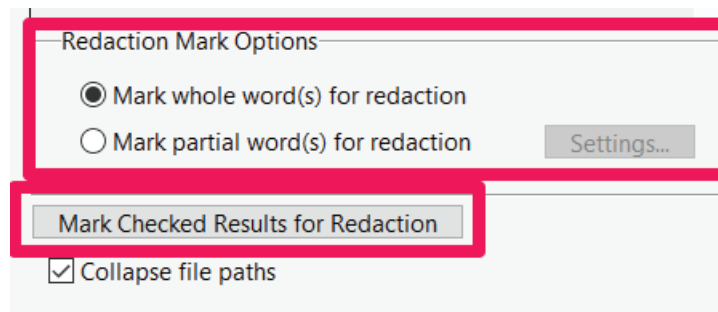 Redaction Mark Options
Mark whole word(s) for redaction
Mark partial word(s) for redaction Settings...
Mark Checked Results for Redaction
Collapse file paths